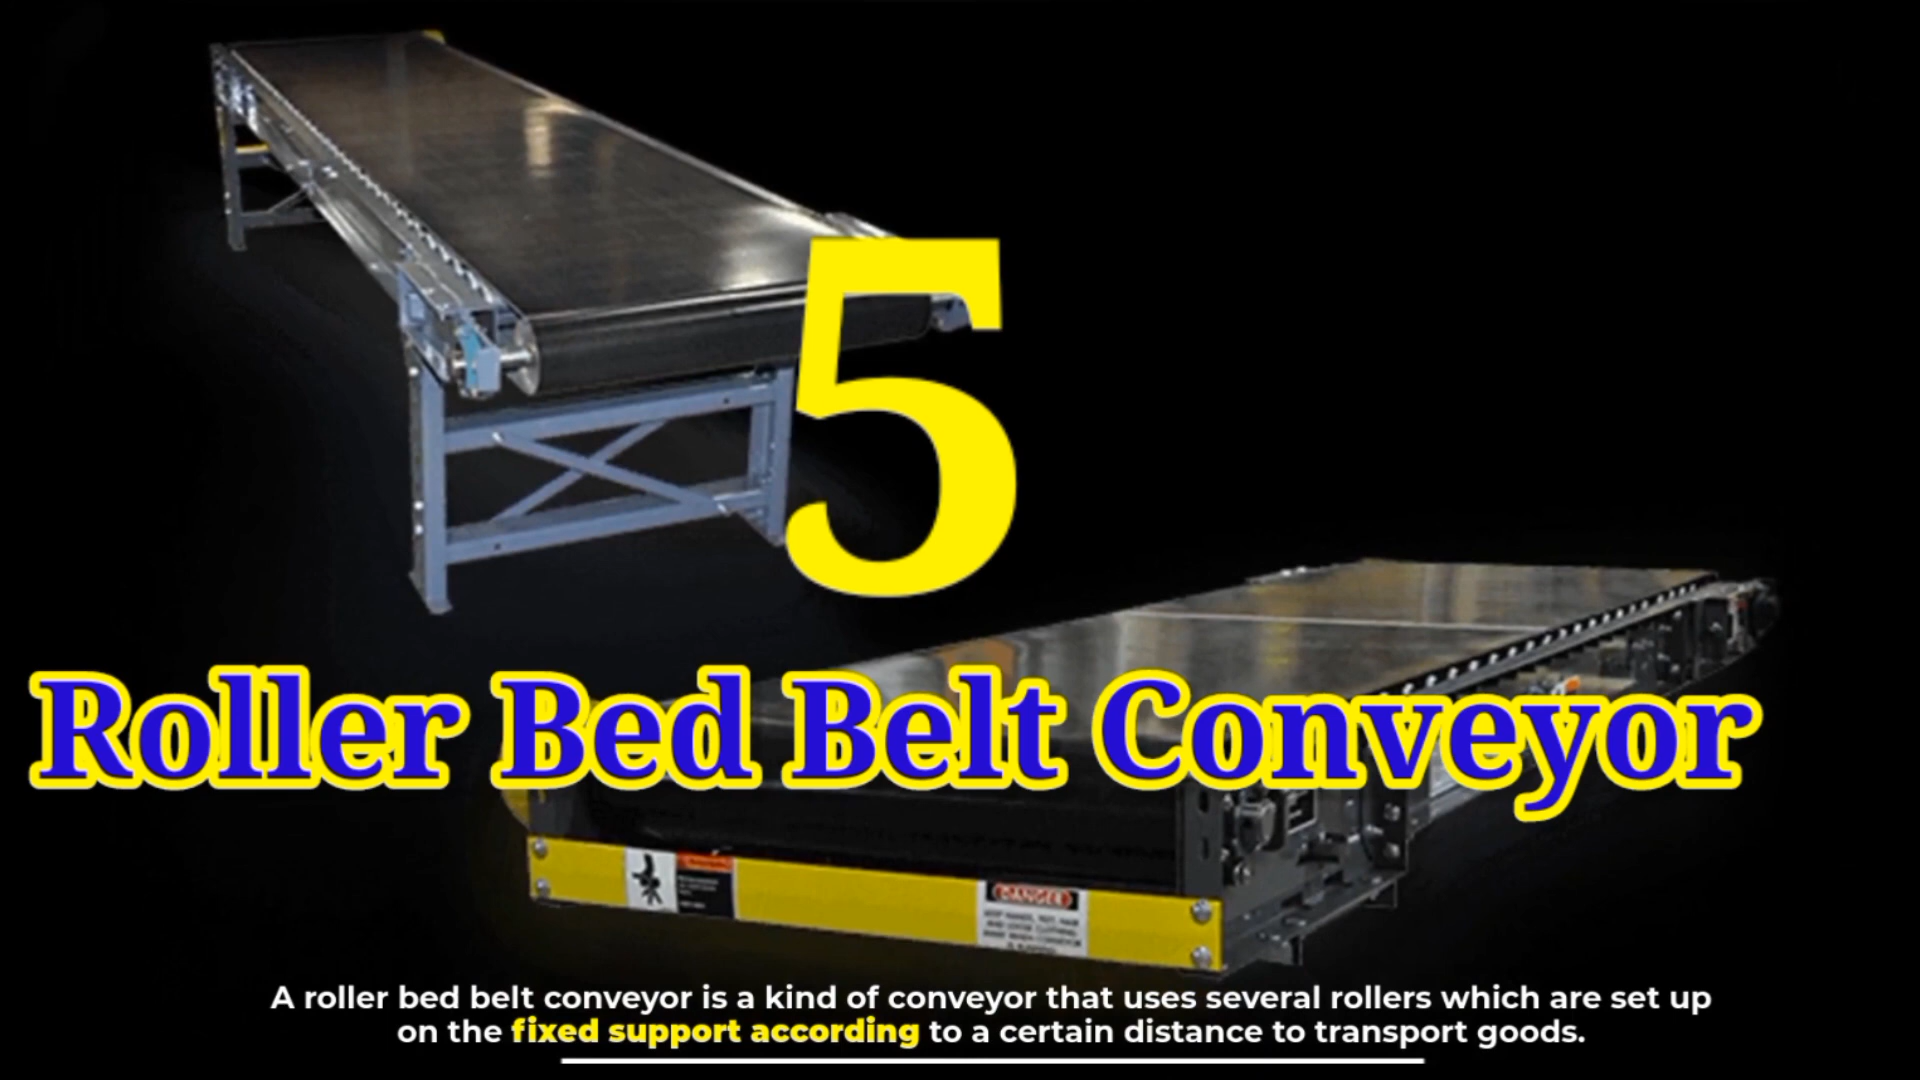 5
Roller Bed Belt Conveyor
DANGER
A roller bed belt conveyor is a kind of conveyor that uses several rollers which are set up
on the fixed support according to a certain distance to transport goods.